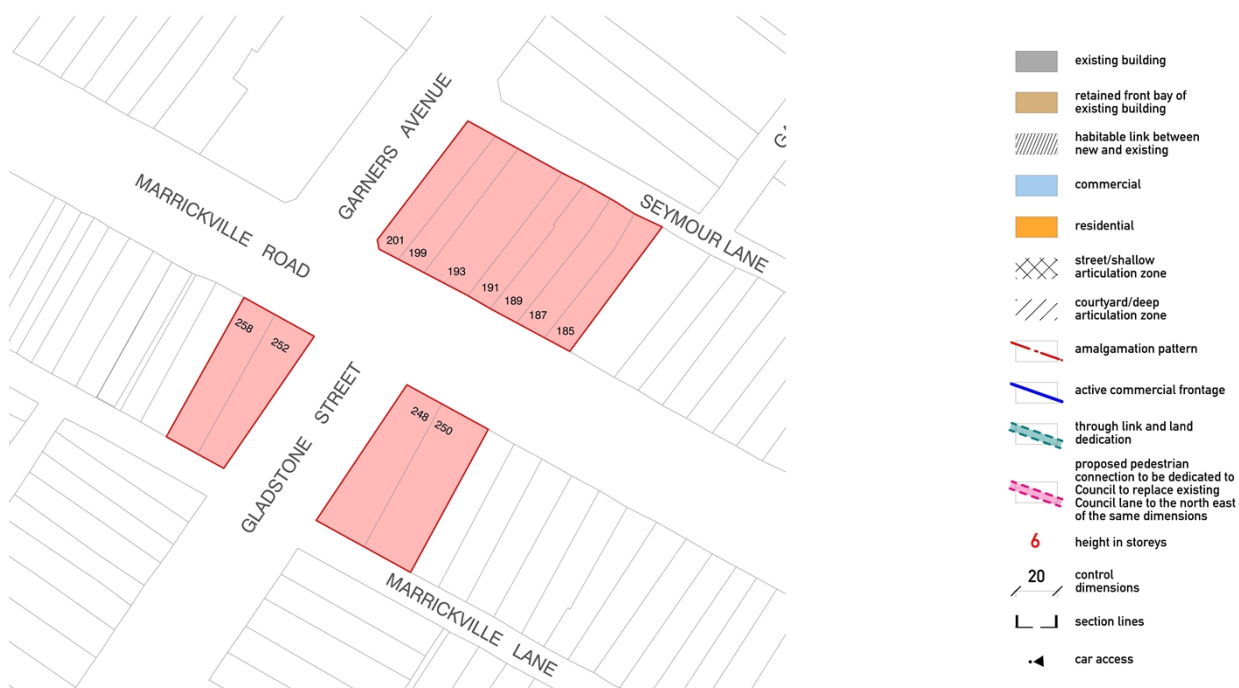 GARNERS AVENUE
MARRICKVILLE ROAD
SEYMOUR LANE
201
199
193
191
189
187
185
258
252
GLADSTONE STREET
248
250
MARRICKVILLE LANE
existing building
retained front bay of
existing building
habitable link between
new and existing
commercial
residential
street/shallow
articulation zone
courtyard/deep
articulation zone
amalgamation pattern
active commercial frontage
through link and land
dedication
proposed pedestrian
connection to be dedicated to
Council to replace existing
Council lane to the north east
of the same dimensions
6
height in storeys
20
control
dimensions
section lines
car access